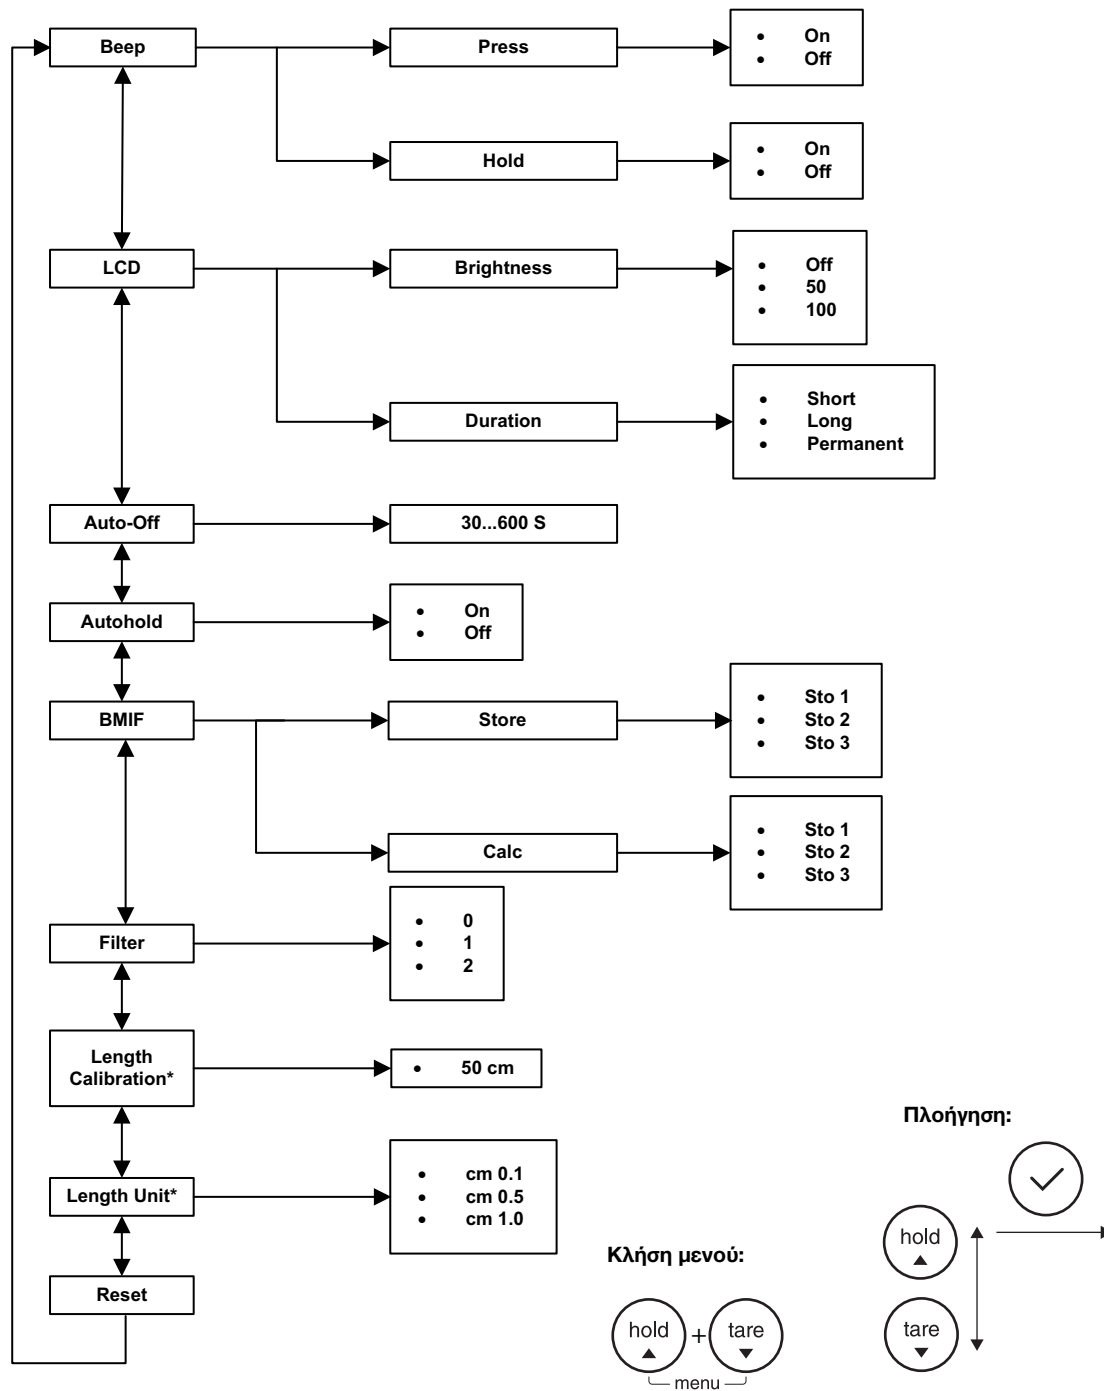 Beep
Press
• On
• Off
Hold
• On
• Off
LCD
Brightness
• Off
• 50
• 100
Duration
• Short
• Long
• Permanent
Auto-Off
30...600 S
Autohold
• On
• Off
BMIF
Store
• Sto 1
• Sto 2
• Sto 3
Calc
• Sto 1
• Sto 2
• Sto 3
Filter
• 0
• 1
• 2
Length
Calibration*
• 50 cm
Length Unit*
• cm 0.1
• cm 0.5
• cm 1.0
Reset
Κλήση μενού:
hold + tare
menu
Πλοήγηση:
hold
tare